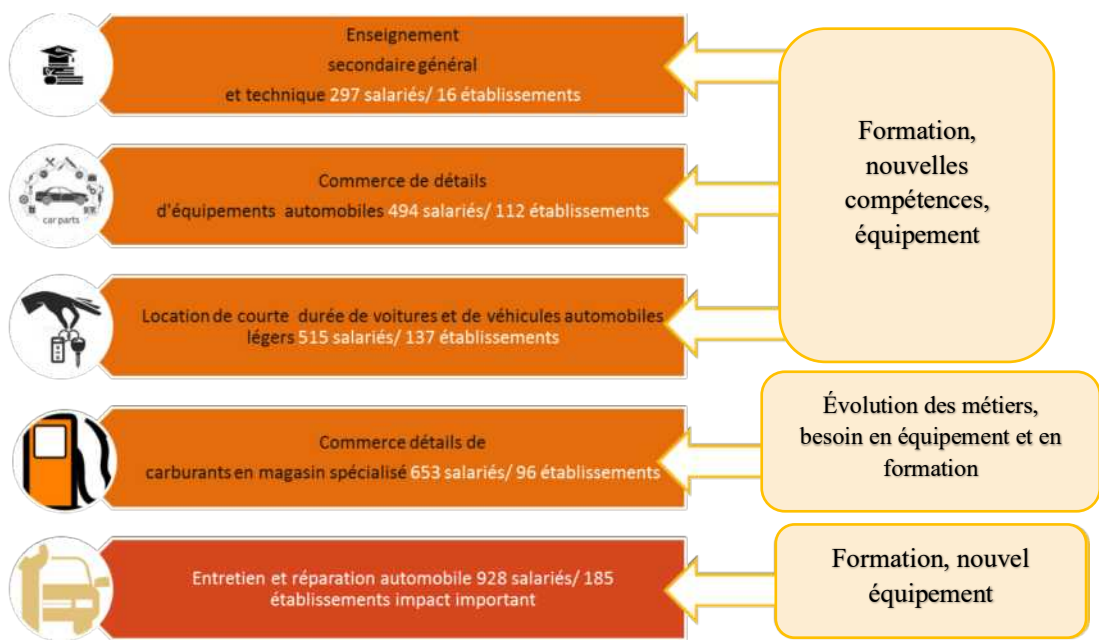 Enseignement
secondaire général
et technique 297 salariés/ 16 établissements
Formation,
nouvelles
compétences,
équipement
car parts
Commerce de détails
d'équipements automobiles 494 salariés/ 112 établissements
Location de courte durée de voitures et de véhicules automobiles
légers 515 salariés/ 137 établissements
Commerce détails de
carburants en magasin spécialisé 653 salariés/ 96 établissements
Évolution des métiers,
besoin en équipement et en
formation
Entretien et réparation automobile 928 salariés/ 185
établissements impact important
Formation, nouvel
équipement